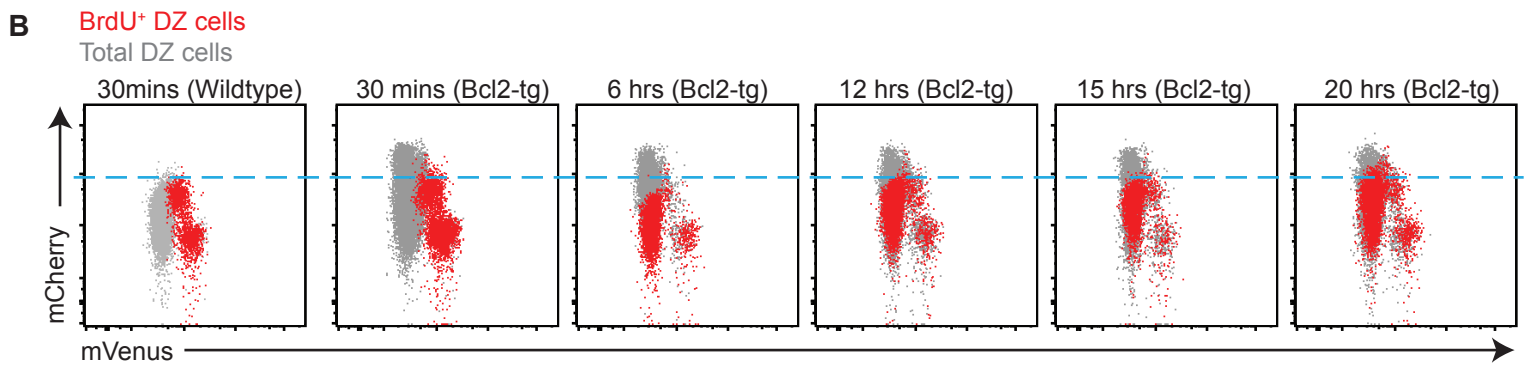 B
BrdU⁺ DZ cells
Total DZ cells
30mins (Wildtype)
30 mins (Bcl2-tg)
6 hrs (Bcl2-tg)
12 hrs (Bcl2-tg)
15 hrs (Bcl2-tg)
20 hrs (Bcl2-tg)
mCherry
mVenus